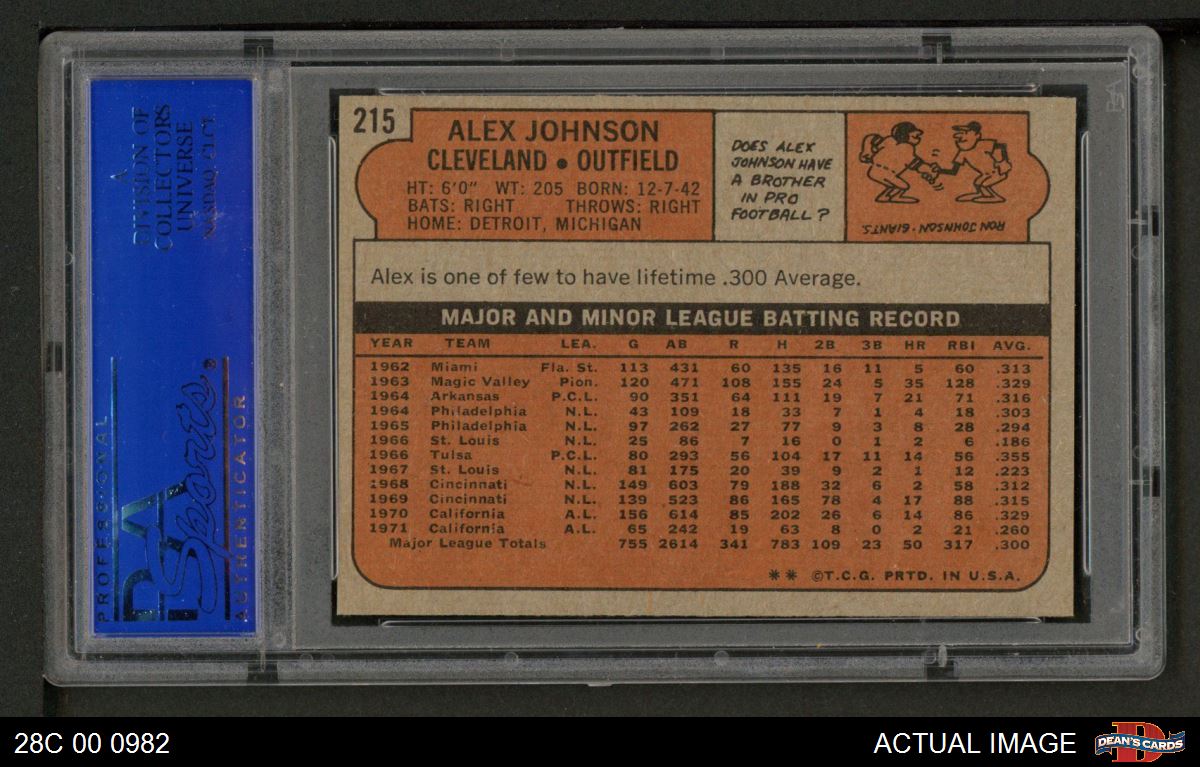 A
DIVISION OF
COLLECTORS
UNIVERSE
NASDAQ: CLCT
PROFESSIONAL
PSA
Sports®
AUTHENTICATOR
215
ALEX JOHNSON
CLEVELAND • OUTFIELD
HT: 6'0" WT: 205 BORN: 12-7-42
BATS: RIGHT THROWS: RIGHT
HOME: DETROIT, MICHIGAN
DOES ALEX
JOHNSON HAVE
A BROTHER
IN PRO
FOOTBALL?
RON JOHNSON - GIANTS.
Alex is one of few to have lifetime .300 Average.
MAJOR AND MINOR LEAGUE BATTING RECORD
YEAR TEAM LEA. G AB R H 2B 3B HR RBI AVG.
1962 Miami Fla. St. 113 431 60 135 16 11 5 60 .313
1963 Magic Valley Pion. 120 471 108 155 24 5 35 128 .329
1964 Arkansas P.C.L. 90 351 64 111 19 7 21 71 .316
1964 Philadelphia N.L. 43 109 18 33 7 1 4 18 .303
1965 Philadelphia N.L. 97 262 27 77 9 3 8 28 .294
1966 St. Louis N.L. 25 86 7 16 0 1 2 6 .186
1966 Tulsa P.C.L. 80 293 56 104 17 11 14 56 .355
1967 St. Louis N.L. 81 175 20 39 9 2 1 12 .223
1968 Cincinnati N.L. 149 603 79 188 32 6 2 58 .312
1969 Cincinnati N.L. 139 523 86 165 78 4 17 88 .315
1970 California A.L. 156 614 85 202 26 6 14 86 .329
1971 California A.L. 65 242 19 63 8 0 2 21 .260
Major League Totals 755 2614 341 783 109 23 50 317 .300
** ©T.C.G. PRTD. IN U.S.A.
28C 00 0982
ACTUAL IMAGE
D
DEAN'S CARDS